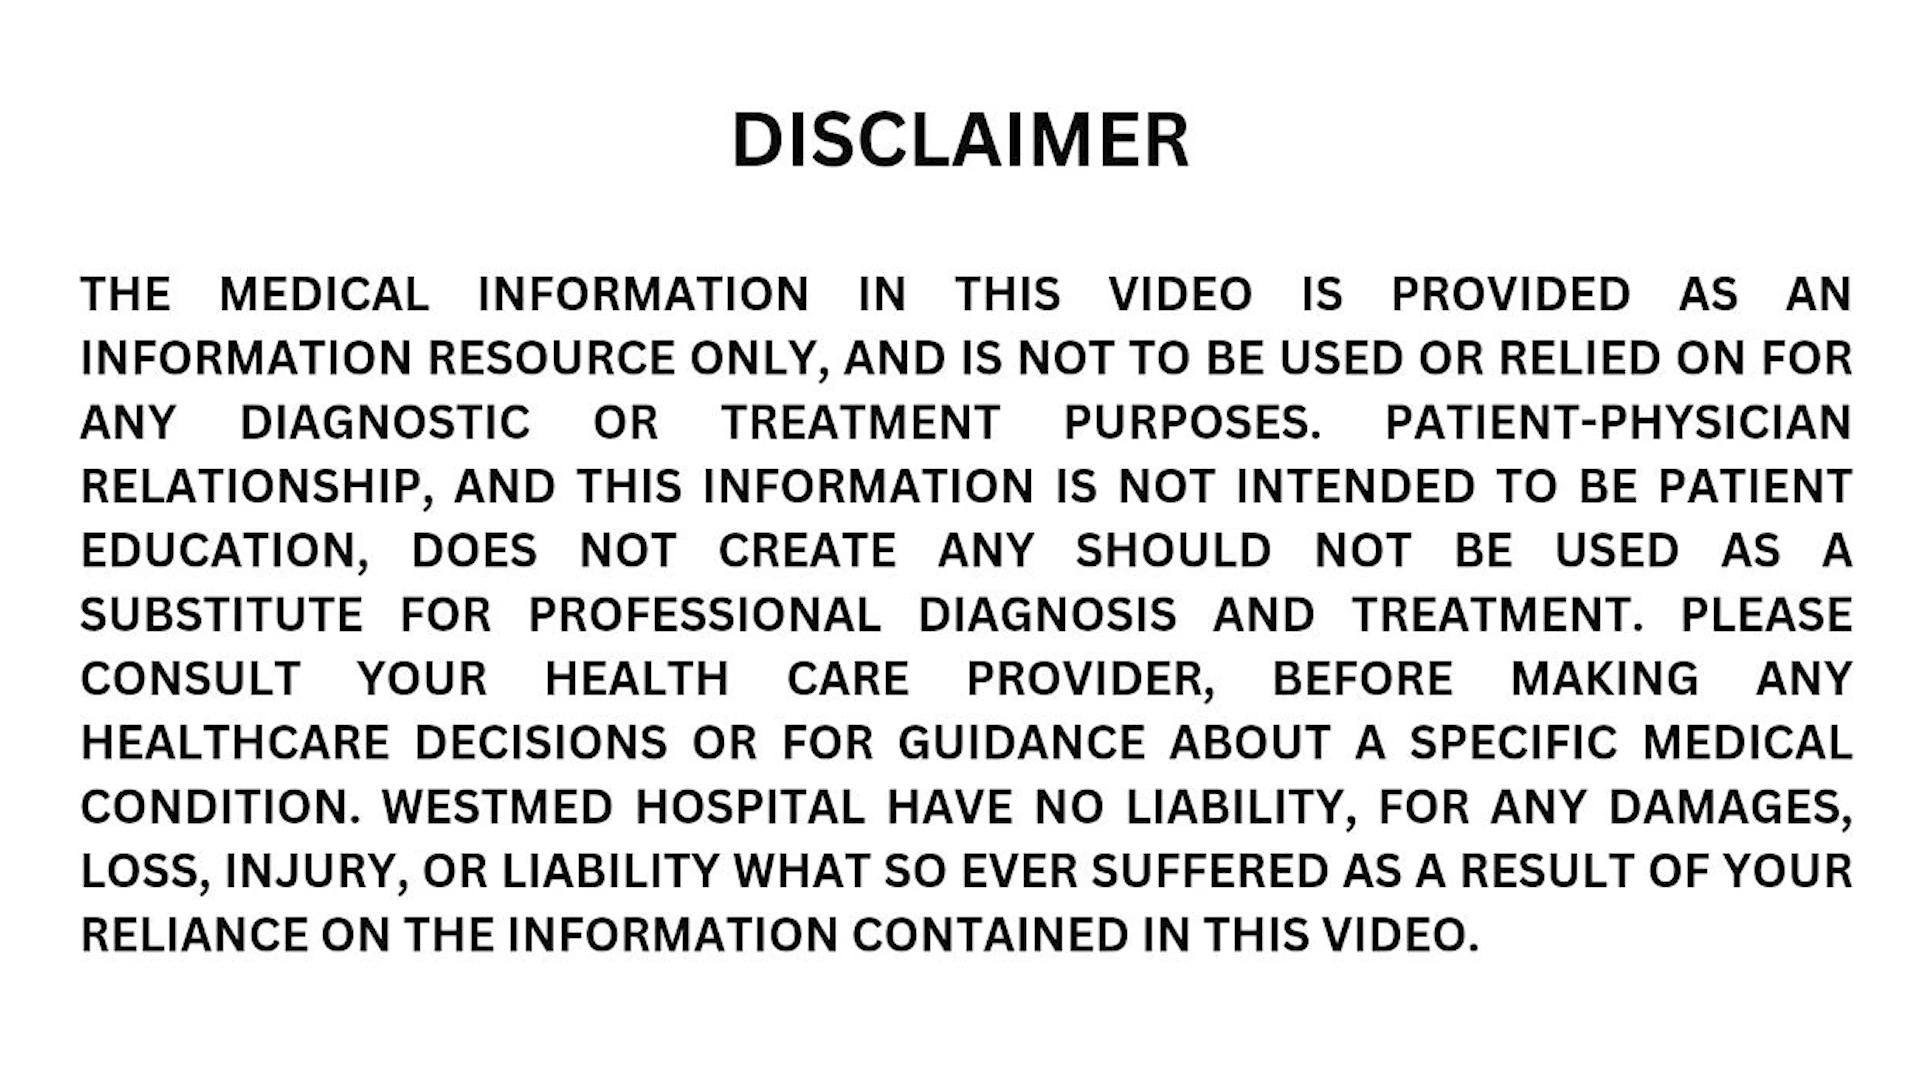 DISCLAIMER
THE MEDICAL INFORMATION IN THIS VIDEO IS PROVIDED AS AN
INFORMATION RESOURCE ONLY, AND IS NOT TO BE USED OR RELIED ON FOR
ANY DIAGNOSTIC OR TREATMENT PURPOSES. PATIENT-PHYSICIAN
RELATIONSHIP, AND THIS INFORMATION IS NOT INTENDED TO BE PATIENT
EDUCATION, DOES NOT CREATE ANY SHOULD NOT BE USED AS A
SUBSTITUTE FOR PROFESSIONAL DIAGNOSIS AND TREATMENT. PLEASE
CONSULT YOUR HEALTH CARE PROVIDER, BEFORE MAKING ANY
HEALTHCARE DECISIONS OR FOR GUIDANCE ABOUT A SPECIFIC MEDICAL
CONDITION. WESTMED HOSPITAL HAVE NO LIABILITY, FOR ANY DAMAGES,
LOSS, INJURY, OR LIABILITY WHAT SO EVER SUFFERED AS A RESULT OF YOUR
RELIANCE ON THE INFORMATION CONTAINED IN THIS VIDEO.